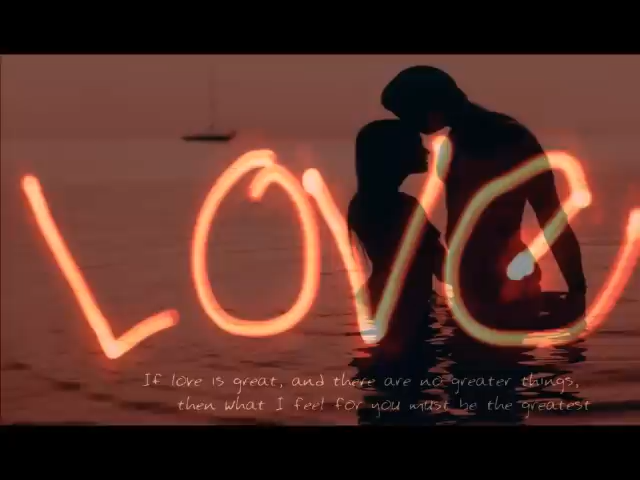 LOVE
If love is great, and there are no greater things,
then what I feel for you must be the greatest